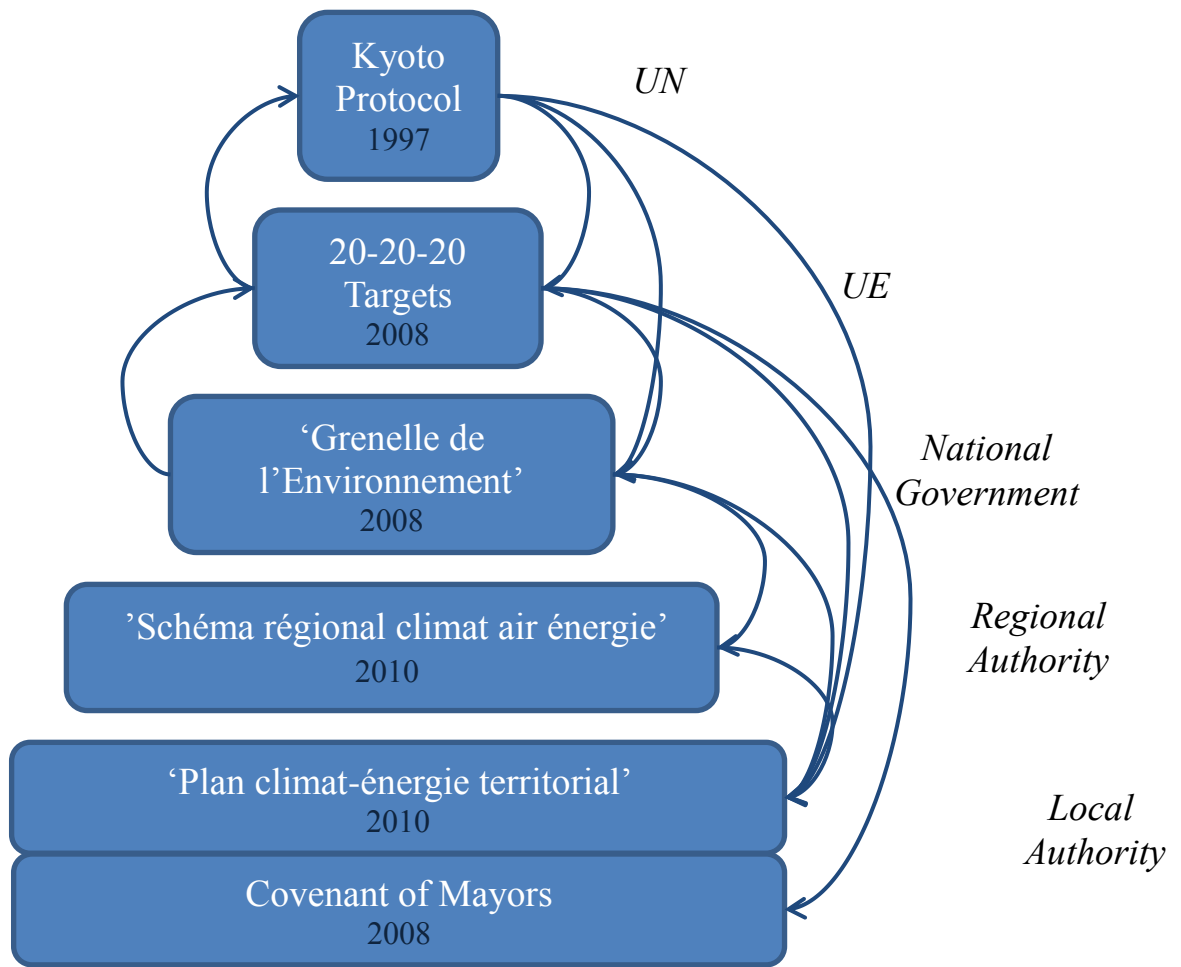 Kyoto
Protocol
1997
UN
20-20-20
Targets
2008
UE
‘Grenelle de
l’Environnement’
2008
National
Government
’Schéma régional climat air énergie’
2010
Regional
Authority
‘Plan climat-énergie territorial’
2010
Local
Authority
Covenant of Mayors
2008